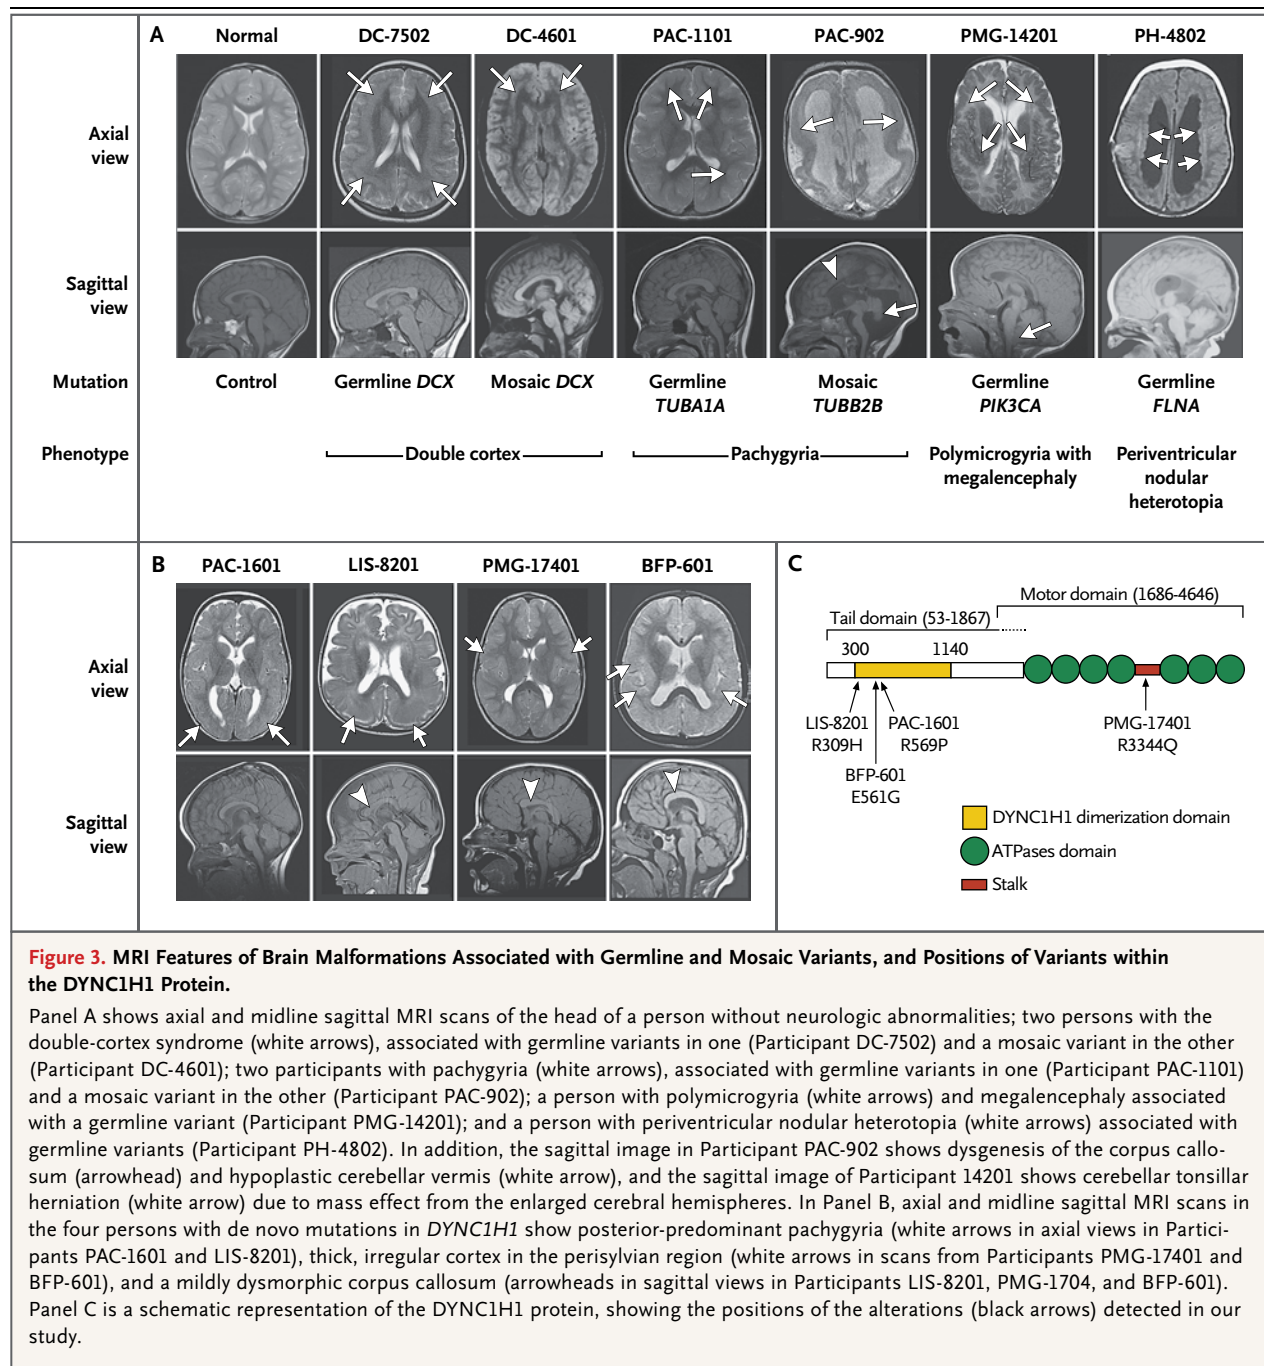 A
Normal DC-7502 DC-4601 PAC-1101 PAC-902 PMG-14201 PH-4802
Axial
view
Sagittal
view
Mutation Control Germline DCX Mosaic DCX Germline TUBA1A Mosaic TUBB2B Germline PIK3CA Germline FLNA
Phenotype Double cortex Pachygyria Polymicrogyria with megalencephaly Periventricular nodular heterotopia
B
PAC-1601 LIS-8201 PMG-17401 BFP-601
Axial
view
Sagittal
view
C
Motor domain (1686-4646)
Tail domain (53-1867)
300 1140
LIS-8201
R309H
PAC-1601
R569P
BFP-601
E561G
PMG-17401
R3344Q
DYNC1H1 dimerization domain
ATPases domain
Stalk
Figure 3. MRI Features of Brain Malformations Associated with Germline and Mosaic Variants, and Positions of Variants within
the DYNC1H1 Protein.
Panel A shows axial and midline sagittal MRI scans of the head of a person without neurologic abnormalities; two persons with the
double-cortex syndrome (white arrows), associated with germline variants in one (Participant DC-7502) and a mosaic variant in the other
(Participant DC-4601); two participants with pachygyria (white arrows), associated with germline variants in one (Participant PAC-1101)
and a mosaic variant in the other (Participant PAC-902); a person with polymicrogyria (white arrows) and megalencephaly associated
with a germline variant (Participant PMG-14201); and a person with periventricular nodular heterotopia (white arrows) associated with
germline variants (Participant PH-4802). In addition, the sagittal image in Participant PAC-902 shows dysgenesis of the corpus callo-
sum (arrowhead) and hypoplastic cerebellar vermis (white arrow), and the sagittal image of Participant 14201 shows cerebellar tonsillar
herniation (white arrow) due to mass effect from the enlarged cerebral hemispheres. In Panel B, axial and midline sagittal MRI scans in
the four persons with de novo mutations in DYNC1H1 show posterior-predominant pachygyria (white arrows in axial views in Partici-
pants PAC-1601 and LIS-8201), thick, irregular cortex in the perisylvian region (white arrows in scans from Participants PMG-17401 and
BFP-601), and a mildly dysmorphic corpus callosum (arrowheads in sagittal views in Participants LIS-8201, PMG-1704, and BFP-601).
Panel C is a schematic representation of the DYNC1H1 protein, showing the positions of the alterations (black arrows) detected in our
study.